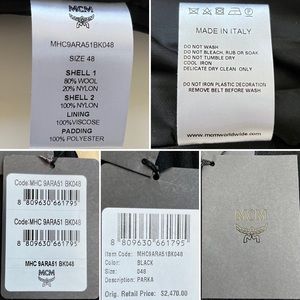 MCM
MHC9ARA51BK048
SIZE 48
SHELL 1
80% WOOL
20% NYLON
SHELL 2
100% NYLON
LINING
100%VISCOSE
PADDING
100% POLYESTER
MADE IN ITALY
DO NOT WASH
DO NOT BLEACH, RUB OR SOAK
DO NOT TUMBLE DRY
COOL IRON
DELICATE DRY CLEAN ONLY
DO NOT IRON PLASTIC DECORATION
REMOVE BELT BEFORE WASH
www.mcmworldwide.com
Code:MHC 9ARA51 BK048
8 809630 661795
Code:MHC 9ARA51 BK048
8 809630 661795
MHC 9ARA51 BK048
MCM
8 809630 661795
Item Code: MHC9ARA51BK048
Color: BLACK
Size: 048
Description: PARKA
Orig. Retail Price: $2,470.00
MCM